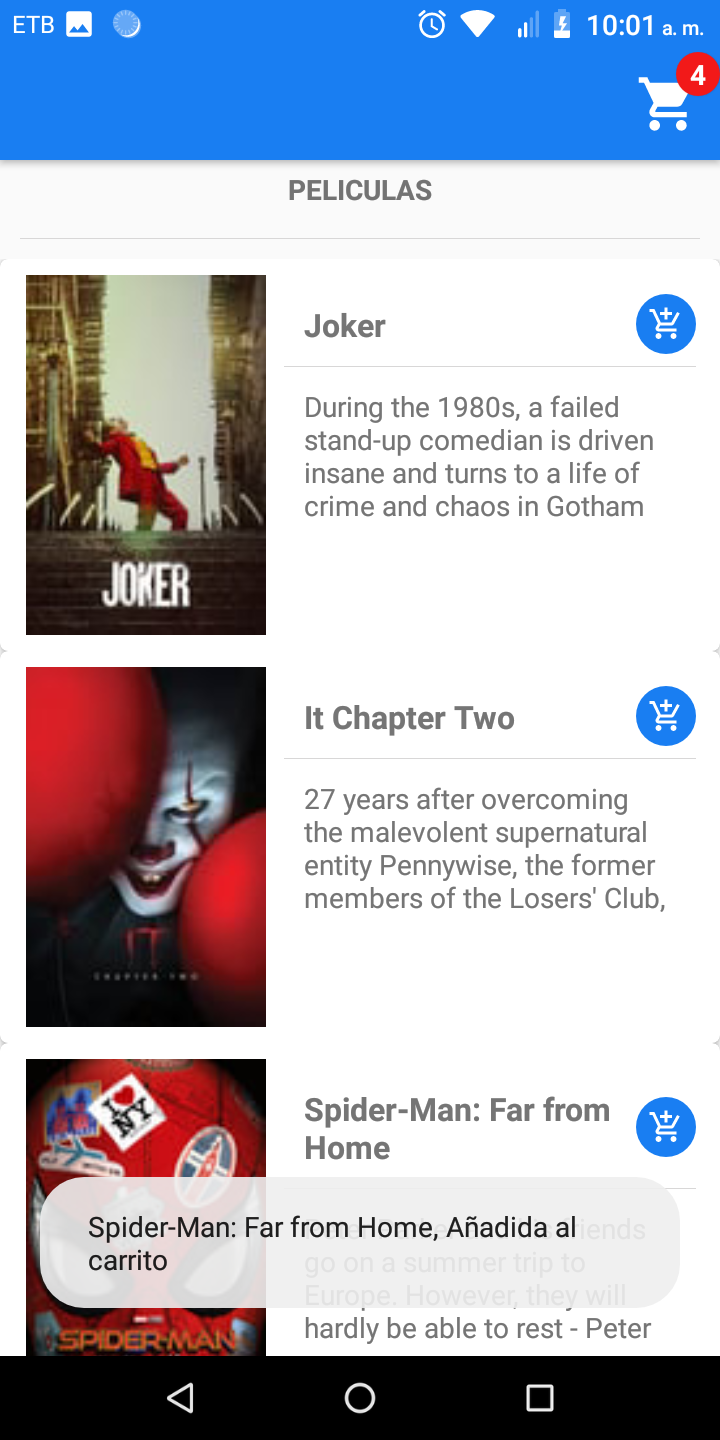 ETB 10:01 a. m.
4
PELICULAS
Joker
During the 1980s, a failed
stand-up comedian is driven
insane and turns to a life of
crime and chaos in Gotham
JOKER
It Chapter Two
27 years after overcoming
the malevolent supernatural
entity Pennywise, the former
members of the Losers' Club,
IT
CHAPTER TWO
Spider-Man: Far from
Home
I ♥
NY
Spider-Man: Far from Home, Añadida al
carrito
go on a summer trip to
Europe. However, they will
hardly be able to rest - Peter
SPIDER-MAN